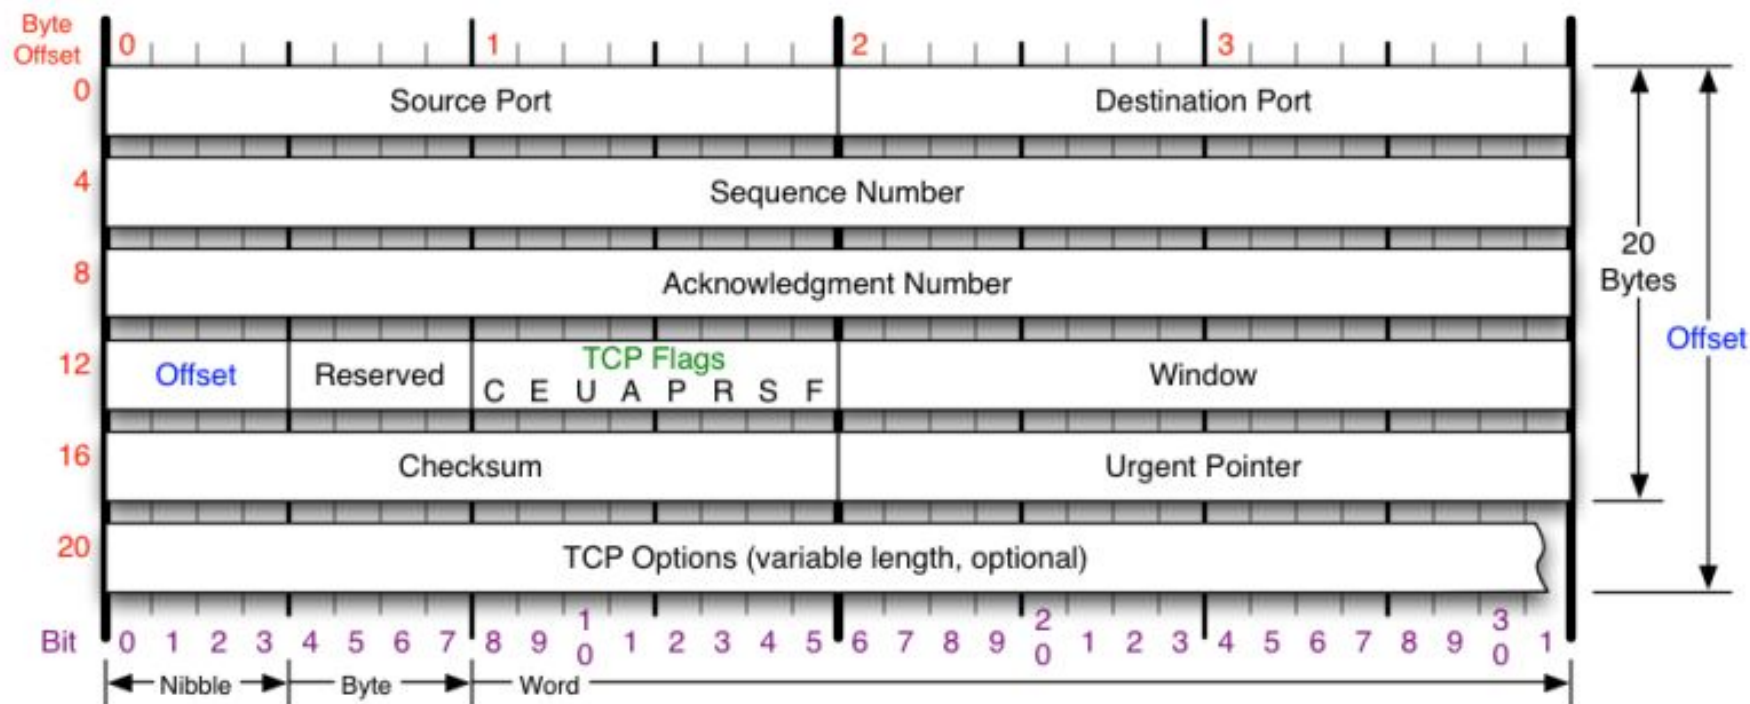 Byte
Offset
0 1 2 3
0 Source Port Destination Port
4 Sequence Number
8 Acknowledgment Number
20
Bytes
Offset
12 Offset Reserved TCP Flags Window
C E U A P R S F
16 Checksum Urgent Pointer
20 TCP Options (variable length, optional)
Bit 0 1 2 3 4 5 6 7 8 9 10 1 2 3 4 5 6 7 8 9 20 1 2 3 4 5 6 7 8 9 30 1
Nibble Byte Word